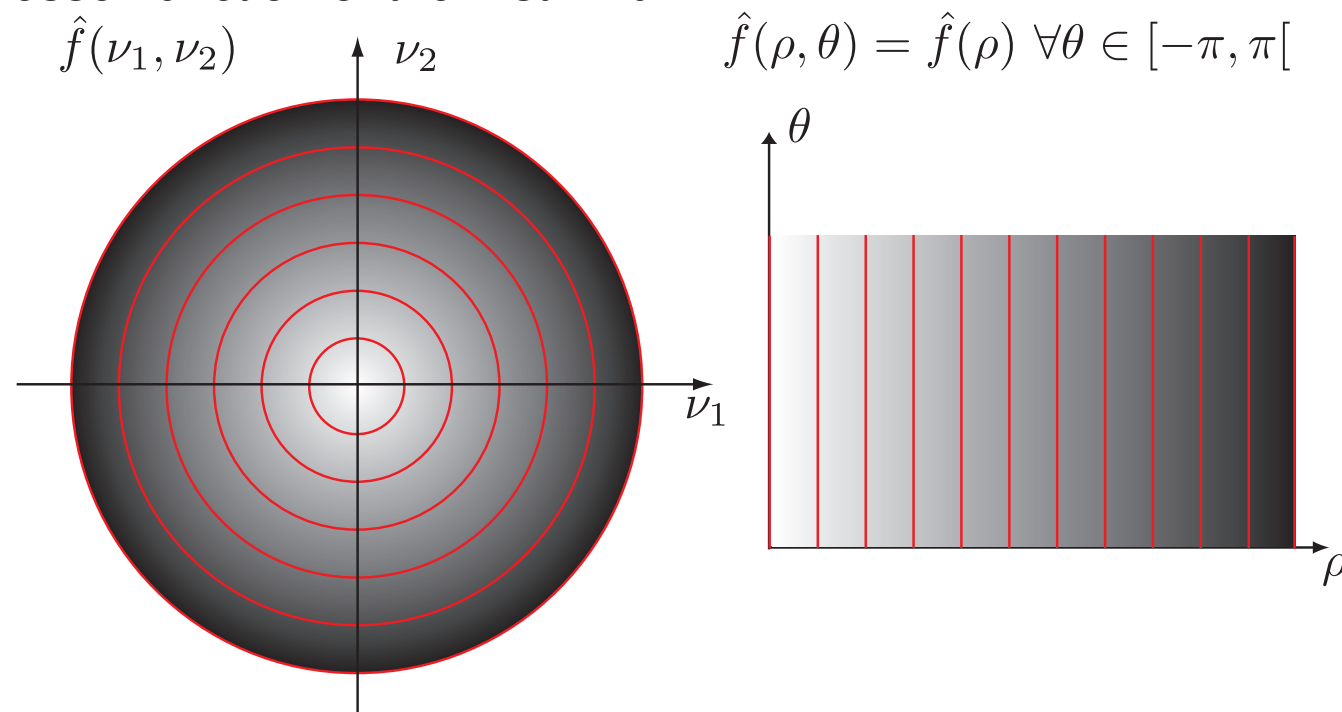 f̂(ν₁, ν₂)
ν₂
f̂(ρ, θ) = f̂(ρ) ∀θ ∈ [−π, π[
θ
ν₁
ρ